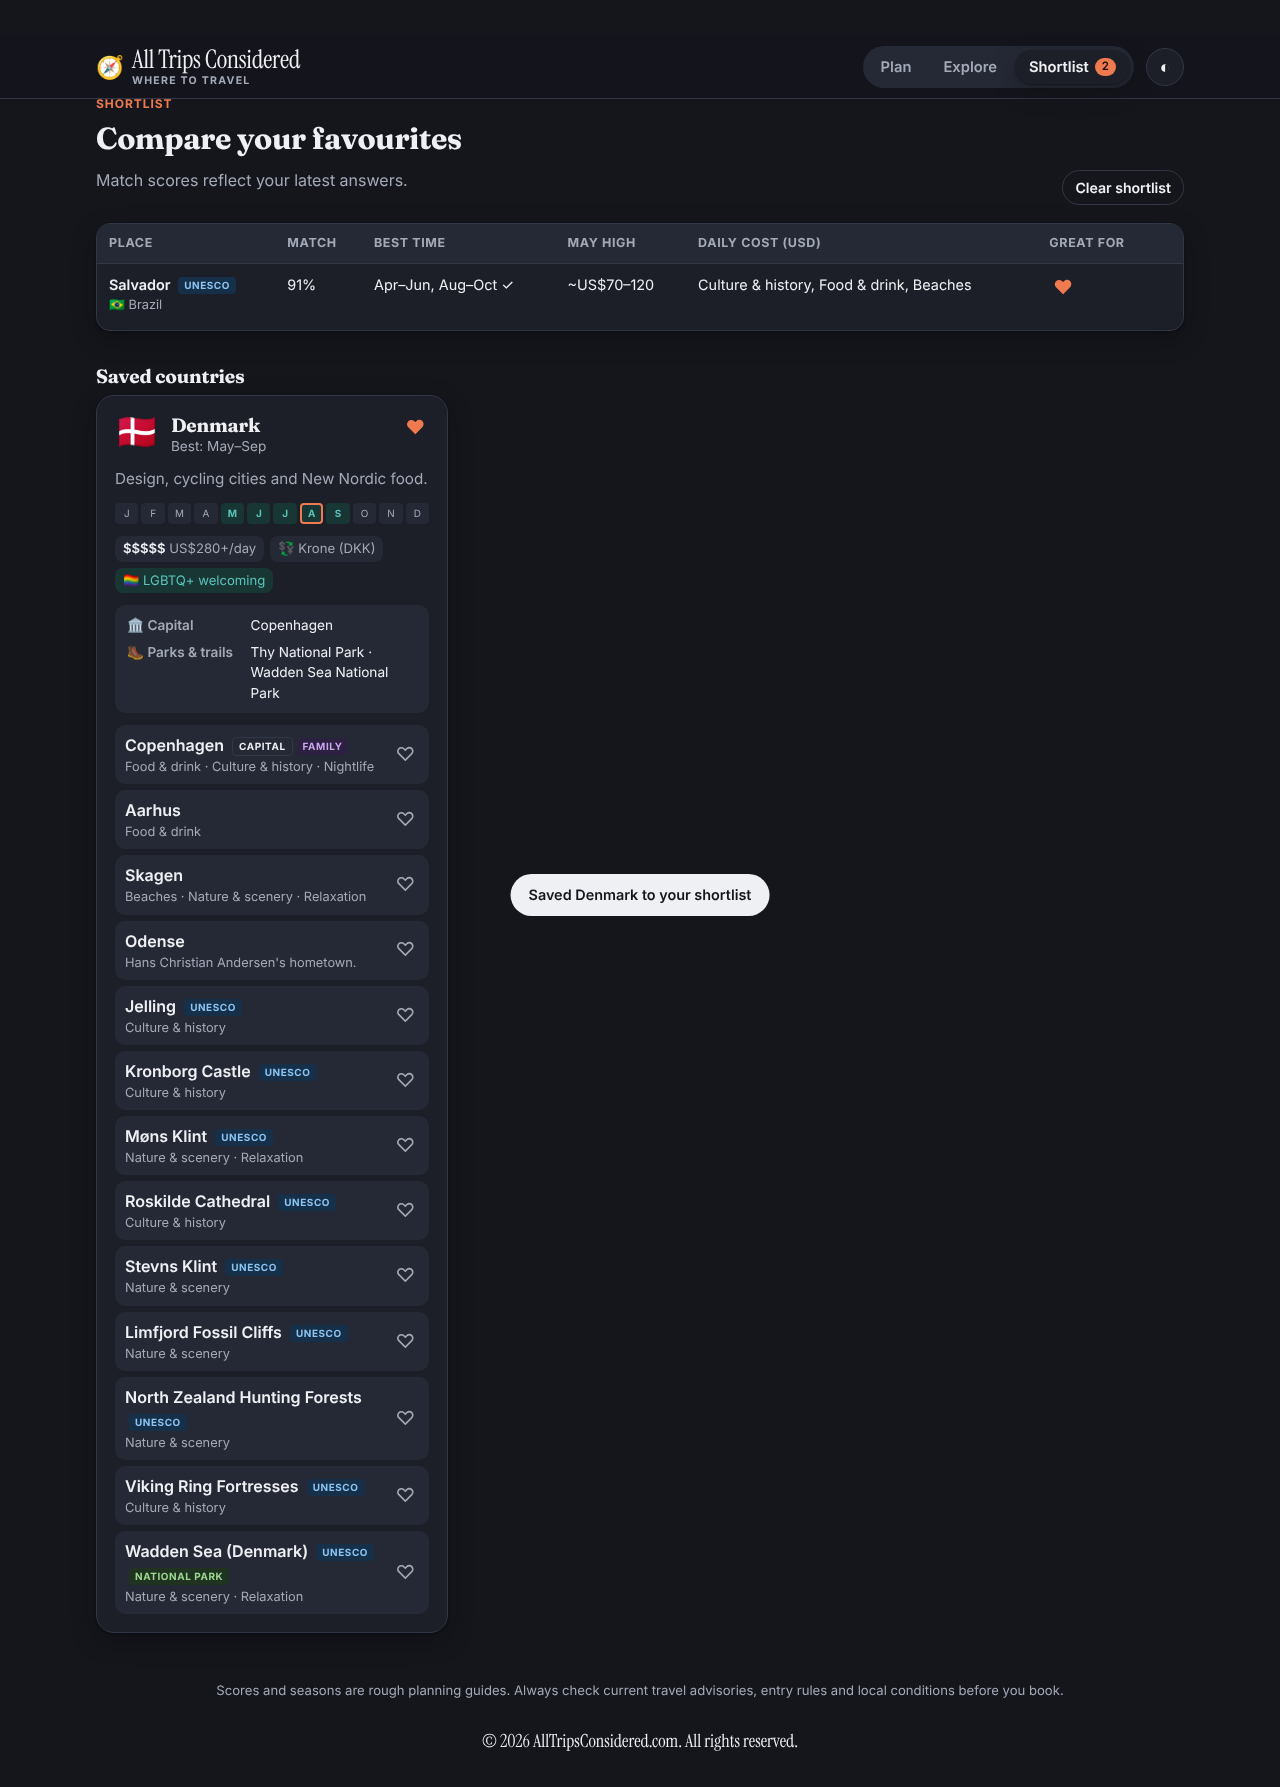 All Trips Considered
WHERE TO TRAVEL
Plan
Explore
Shortlist 2
SHORTLIST
Compare your favourites
Match scores reflect your latest answers.
Clear shortlist
PLACE MATCH BEST TIME MAY HIGH DAILY COST (USD) GREAT FOR
Salvador UNESCO 91% Apr–Jun, Aug–Oct ✓ ~US$70–120 Culture & history, Food & drink, Beaches
Brazil
Saved countries
Denmark
Best: May–Sep
Design, cycling cities and New Nordic food.
J F M A M J J A S O N D
$$$$$ US$280+/day
Krone (DKK)
LGBTQ+ welcoming
Capital Copenhagen
Parks & trails Thy National Park ·
Wadden Sea National
Park
Copenhagen CAPITAL FAMILY
Food & drink · Culture & history · Nightlife
Aarhus
Food & drink
Skagen
Beaches · Nature & scenery · Relaxation
Odense
Hans Christian Andersen's hometown.
Jelling UNESCO
Culture & history
Kronborg Castle UNESCO
Culture & history
Møns Klint UNESCO
Nature & scenery · Relaxation
Roskilde Cathedral UNESCO
Culture & history
Stevns Klint UNESCO
Nature & scenery
Limfjord Fossil Cliffs UNESCO
Nature & scenery
North Zealand Hunting Forests
UNESCO
Nature & scenery
Viking Ring Fortresses UNESCO
Culture & history
Wadden Sea (Denmark) UNESCO
NATIONAL PARK
Nature & scenery · Relaxation
Saved Denmark to your shortlist
Scores and seasons are rough planning guides. Always check current travel advisories, entry rules and local conditions before you book.
© 2026 AllTripsConsidered.com. All rights reserved.